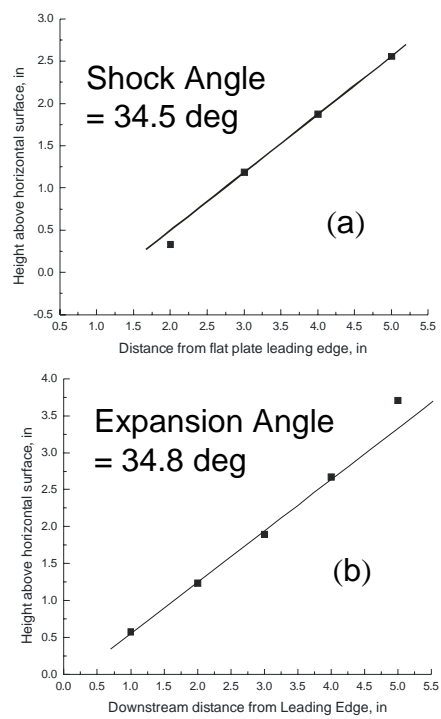 3.0
2.5
2.0
1.5
1.0
0.5
0.0
-0.5
Height above horizontal surface, in
Shock Angle
= 34.5 deg
(a)
0.5 1.0 1.5 2.0 2.5 3.0 3.5 4.0 4.5 5.0 5.5
Distance from flat plate leading edge, in
4.0
3.5
3.0
2.5
2.0
1.5
1.0
0.5
0.0
Height above horizontal surface, in
Expansion Angle
= 34.8 deg
(b)
0.0 0.5 1.0 1.5 2.0 2.5 3.0 3.5 4.0 4.5 5.0 5.5
Downstream distance from Leading Edge, in